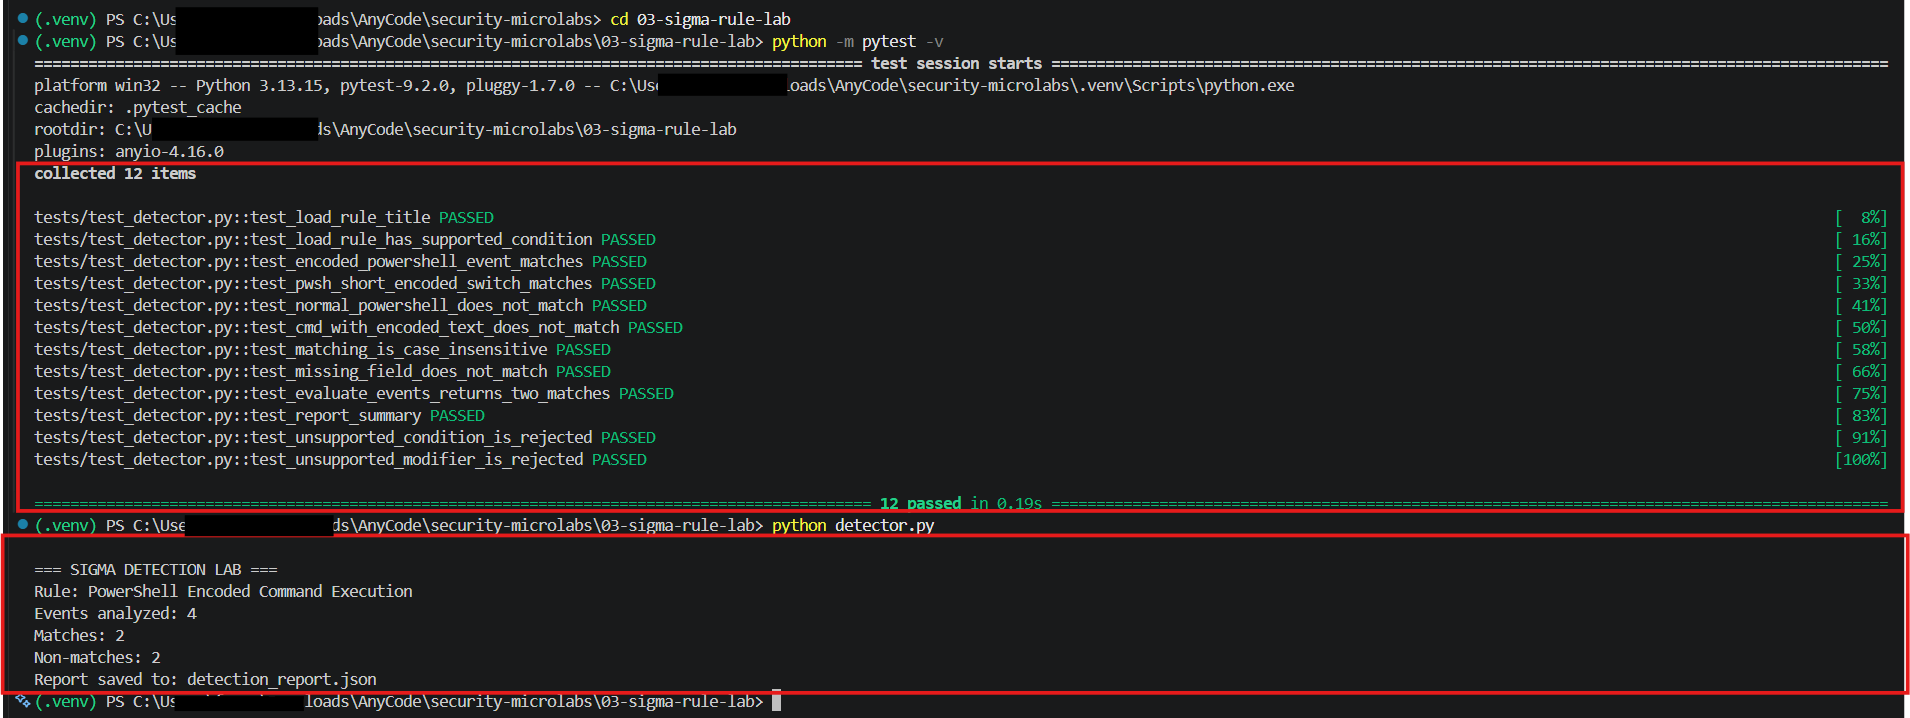 (.venv) PS C:\Us oads\AnyCode\security-microlabs> cd 03-sigma-rule-lab
(.venv) PS C:\Us oads\AnyCode\security-microlabs\03-sigma-rule-lab> python -m pytest -v
============================================================================================ test session starts =============================================================================================
platform win32 -- Python 3.13.15, pytest-9.2.0, pluggy-1.7.0 -- C:\Use oads\AnyCode\security-microlabs\.venv\Scripts\python.exe
cachedir: .pytest_cache
rootdir: C:\U ds\AnyCode\security-microlabs\03-sigma-rule-lab
plugins: anyio-4.16.0
collected 12 items
tests/test_detector.py::test_load_rule_title PASSED [  8%]
tests/test_detector.py::test_load_rule_has_supported_condition PASSED [ 16%]
tests/test_detector.py::test_encoded_powershell_event_matches PASSED [ 25%]
tests/test_detector.py::test_pwsh_short_encoded_switch_matches PASSED [ 33%]
tests/test_detector.py::test_normal_powershell_does_not_match PASSED [ 41%]
tests/test_detector.py::test_cmd_with_encoded_text_does_not_match PASSED [ 50%]
tests/test_detector.py::test_matching_is_case_insensitive PASSED [ 58%]
tests/test_detector.py::test_missing_field_does_not_match PASSED [ 66%]
tests/test_detector.py::test_evaluate_events_returns_two_matches PASSED [ 75%]
tests/test_detector.py::test_report_summary PASSED [ 83%]
tests/test_detector.py::test_unsupported_condition_is_rejected PASSED [ 91%]
tests/test_detector.py::test_unsupported_modifier_is_rejected PASSED [100%]
============================================================================================= 12 passed in 0.19s =============================================================================================
(.venv) PS C:\Use ds\AnyCode\security-microlabs\03-sigma-rule-lab> python detector.py
=== SIGMA DETECTION LAB ===
Rule: PowerShell Encoded Command Execution
Events analyzed: 4
Matches: 2
Non-matches: 2
Report saved to: detection_report.json
(.venv) PS C:\Us loads\AnyCode\security-microlabs\03-sigma-rule-lab>